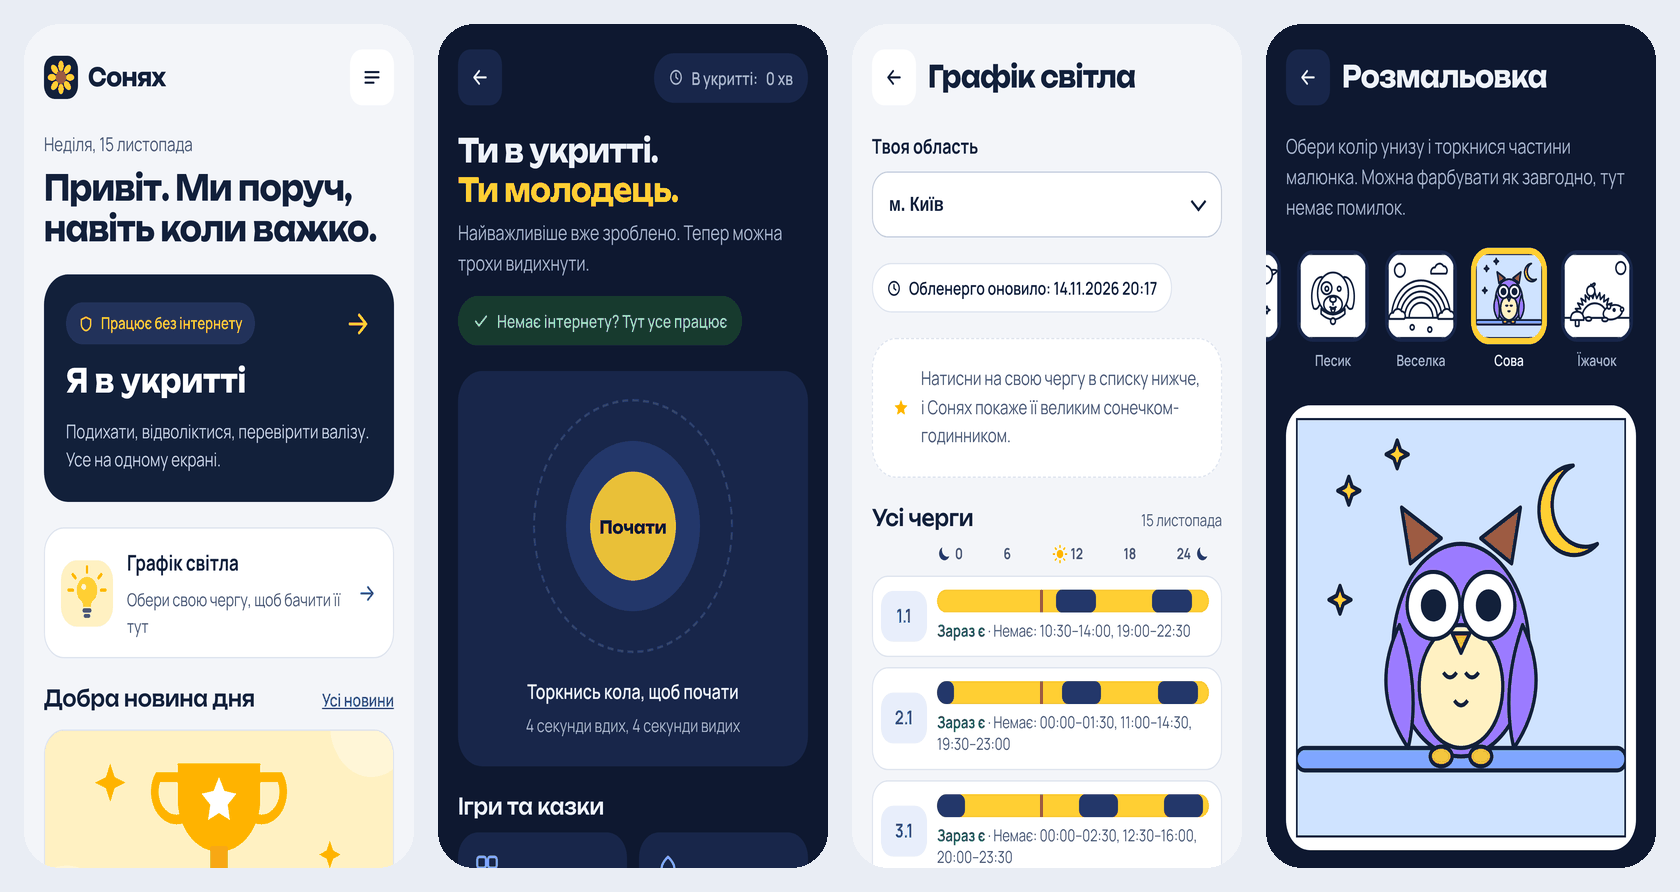 Сонях
Неділя, 15 листопада
Привіт. Ми поруч,
навіть коли важко.
Працює без інтернету
Я в укритті
Подихати, відволіктися, перевірити валізу.
Усе на одному екрані.
Графік світла
Обери свою чергу, щоб бачити її
тут
Добра новина дня
Усі новини
В укритті: 0 хв
Ти в укритті.
Ти молодець.
Найважливіше вже зроблено. Тепер можна
трохи видихнути.
Немає інтернету? Тут усе працює
Почати
Торкнись кола, щоб почати
4 секунди вдих, 4 секунди видих
Ігри та казки
Графік світла
Твоя область
м. Київ
Обленерго оновило: 14.11.2026 20:17
Натисни на свою чергу в списку нижче,
і Сонях покаже її великим сонечком-
годинником.
Усі черги
15 листопада
0 6 12 18 24
1.1
Зараз є · Немає: 10:30–14:00, 19:00–22:30
2.1
Зараз є · Немає: 00:00–01:30, 11:00–14:30,
19:30–23:00
3.1
Зараз є · Немає: 00:00–02:30, 12:30–16:00,
20:00–23:30
Розмальовка
Обери колір унизу і торкнися частини
малюнка. Можна фарбувати як завгодно, тут
немає помилок.
Песик
Веселка
Сова
Їжачок